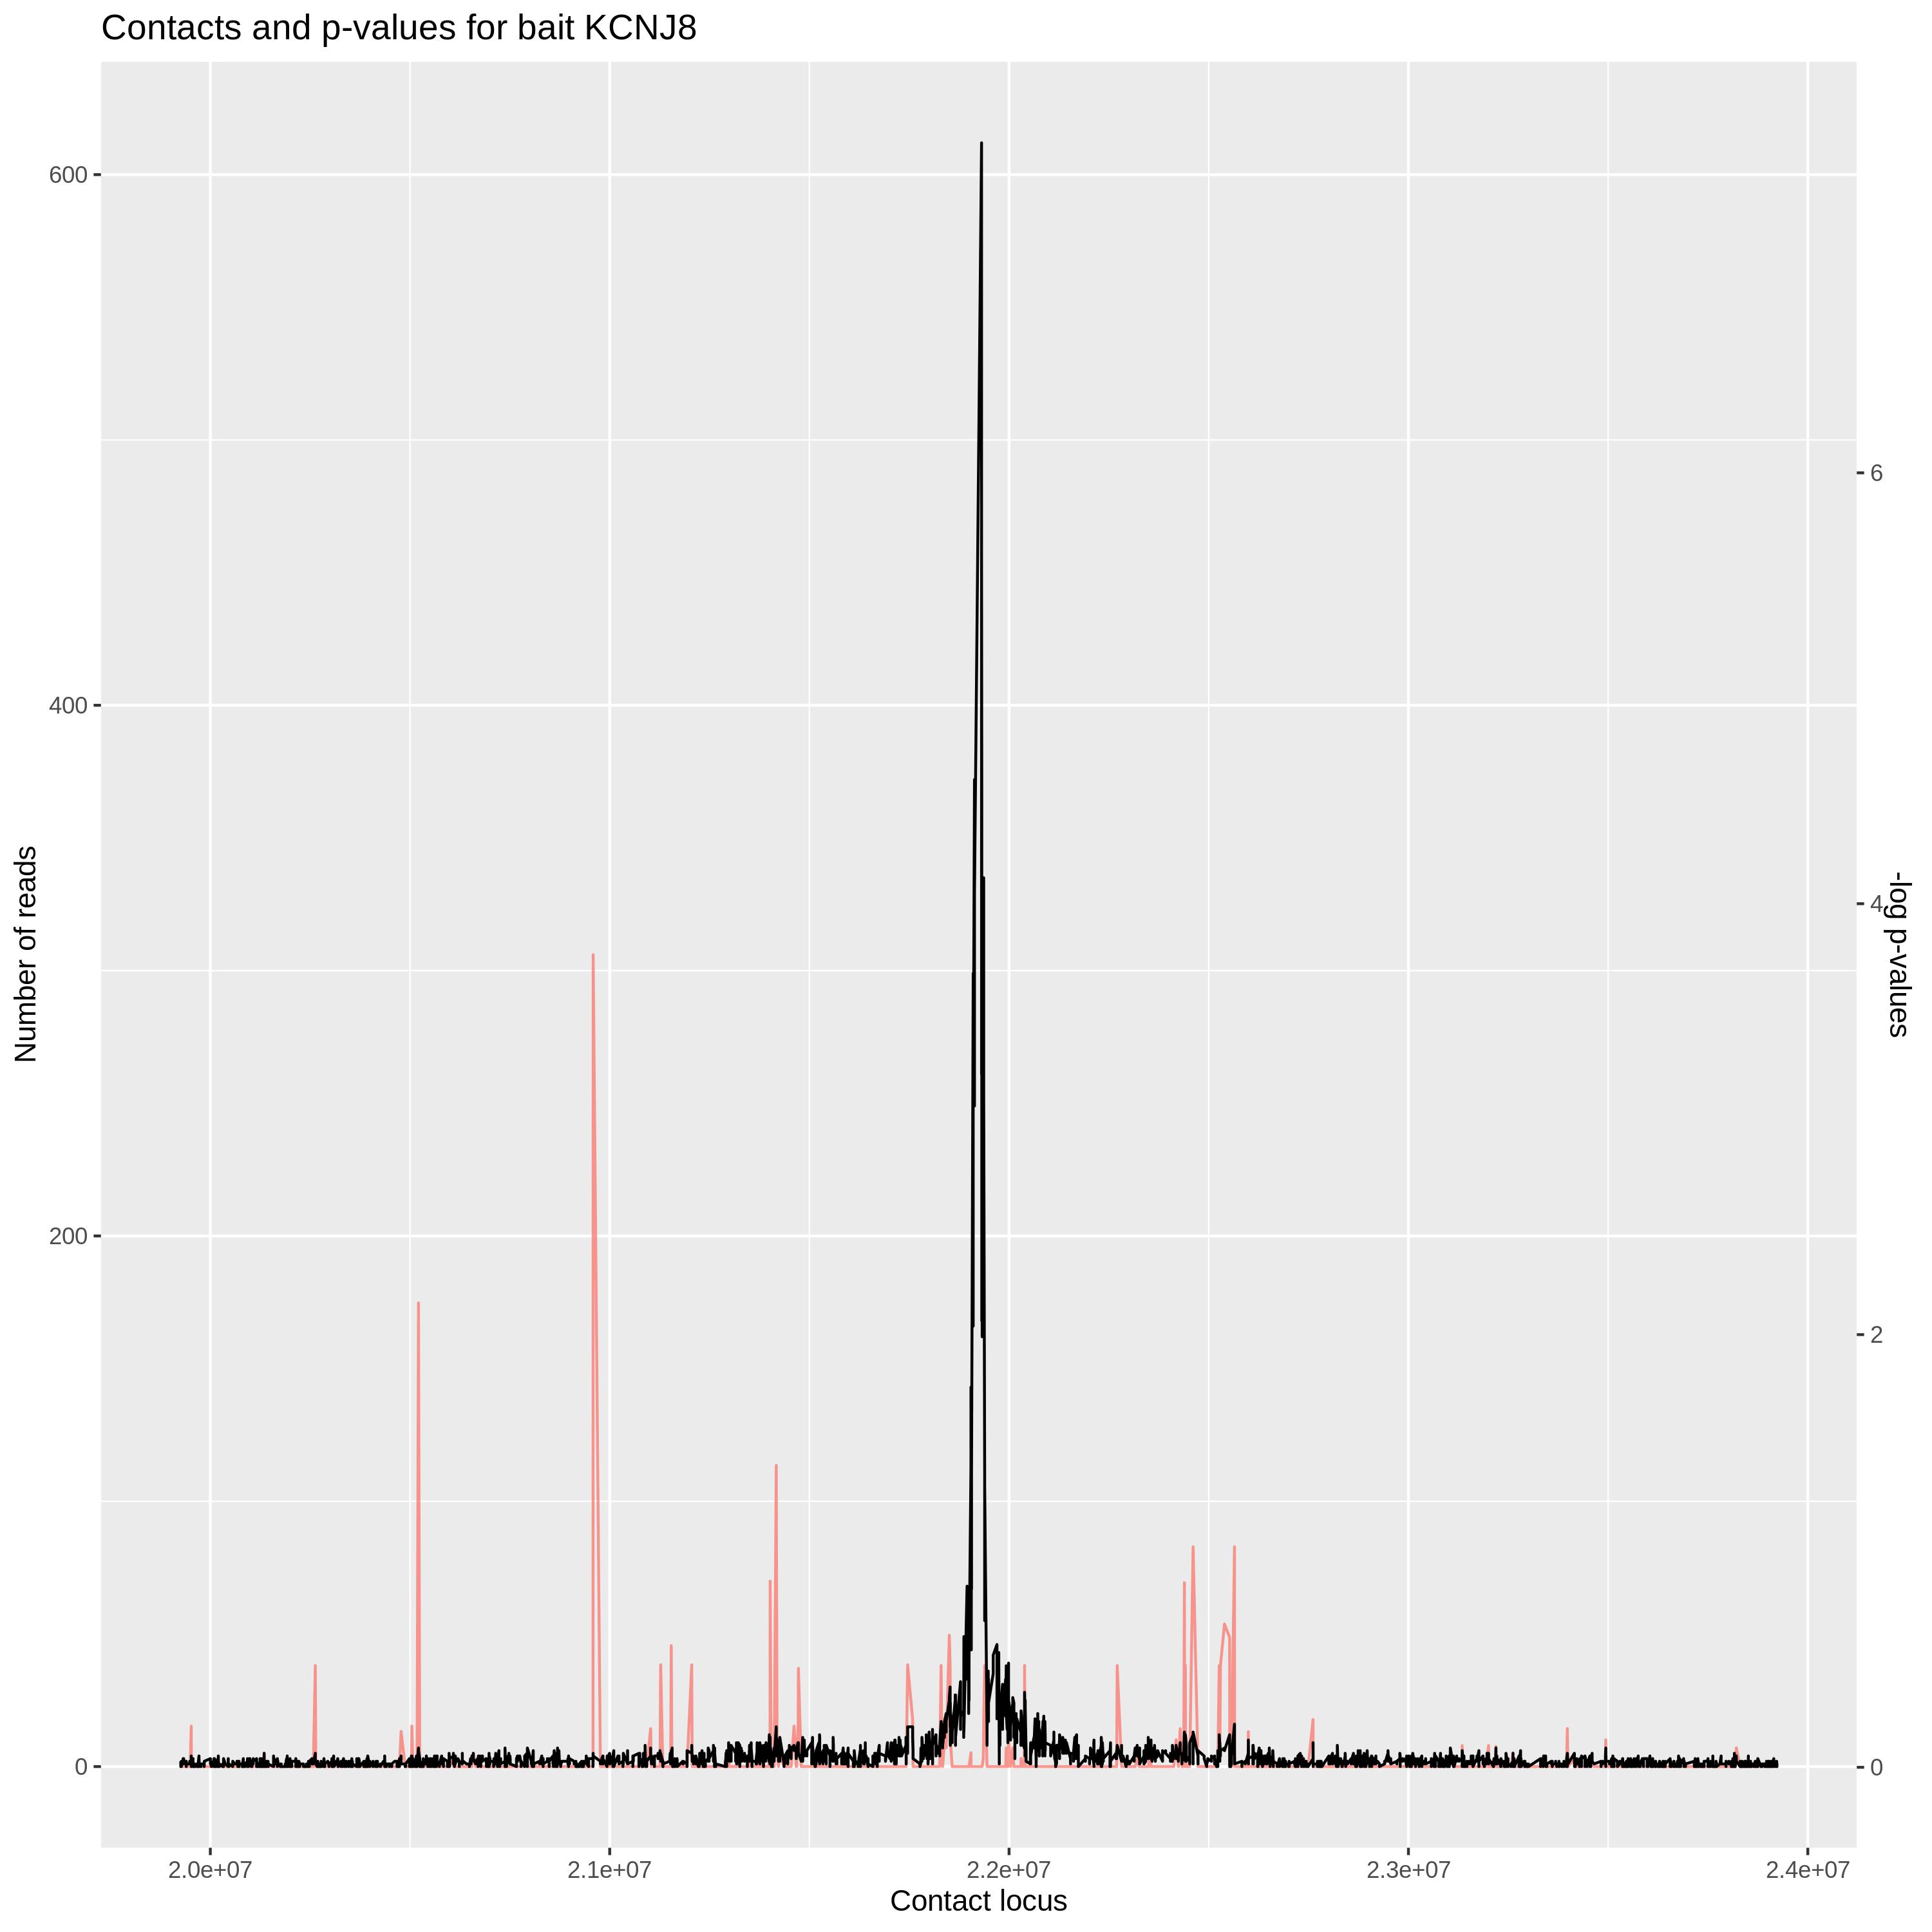 Contacts and p-values for bait KCNJ8
600
400
200
0
Number of reads
6
4
2
0
-log p-values
2.0e+07
2.1e+07
2.2e+07
2.3e+07
2.4e+07
Contact locus